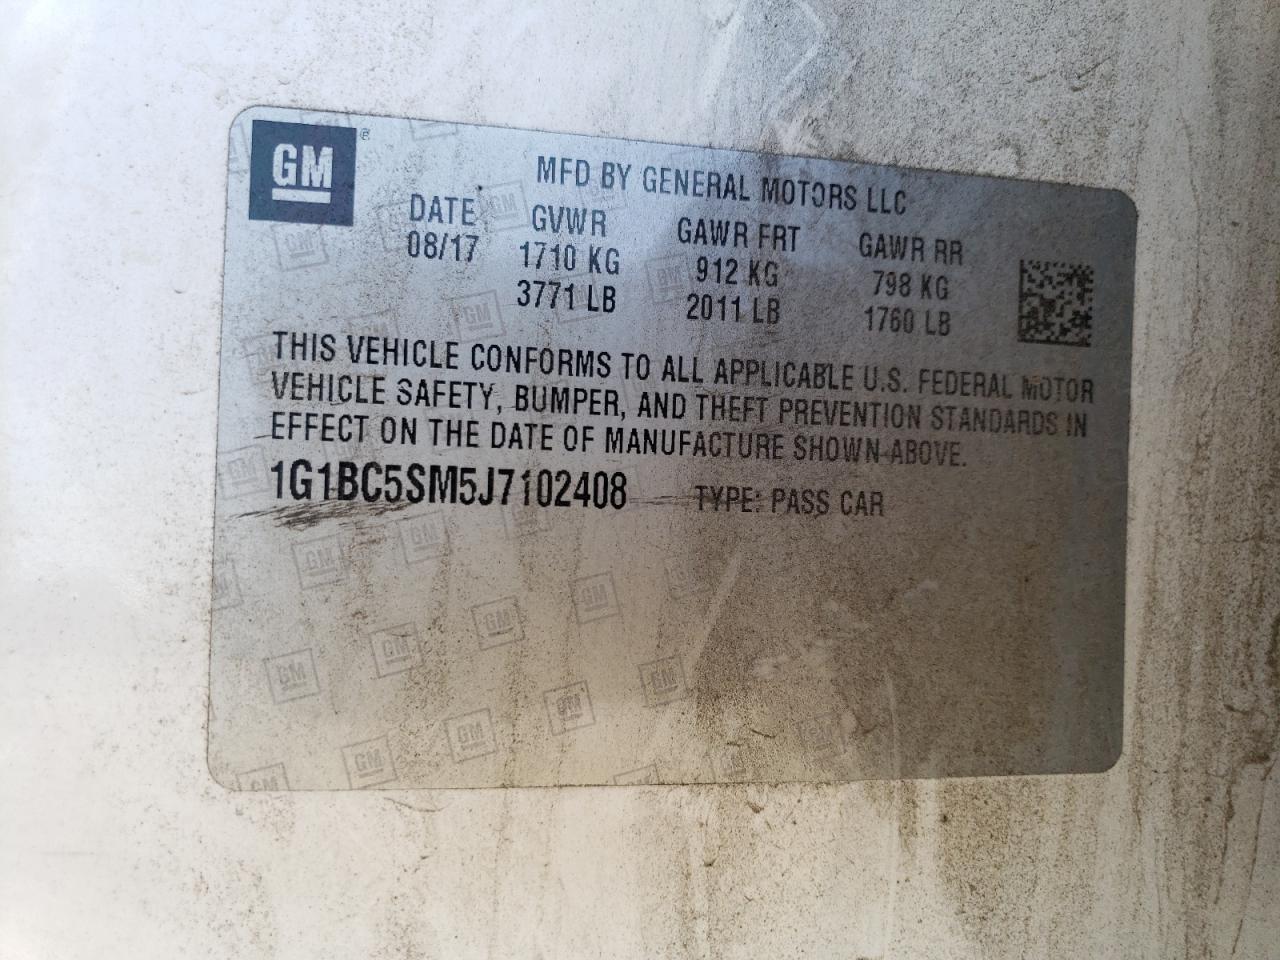 GM ®
MFD BY GENERAL MOTORS LLC
DATE GVWR GAWR FRT GAWR RR
08/17 1710 KG 912 KG 798 KG
3771 LB 2011 LB 1760 LB
THIS VEHICLE CONFORMS TO ALL APPLICABLE U.S. FEDERAL MOTOR
VEHICLE SAFETY, BUMPER, AND THEFT PREVENTION STANDARDS IN
EFFECT ON THE DATE OF MANUFACTURE SHOWN ABOVE.
1G1BC5SM5J7102408 TYPE: PASS CAR